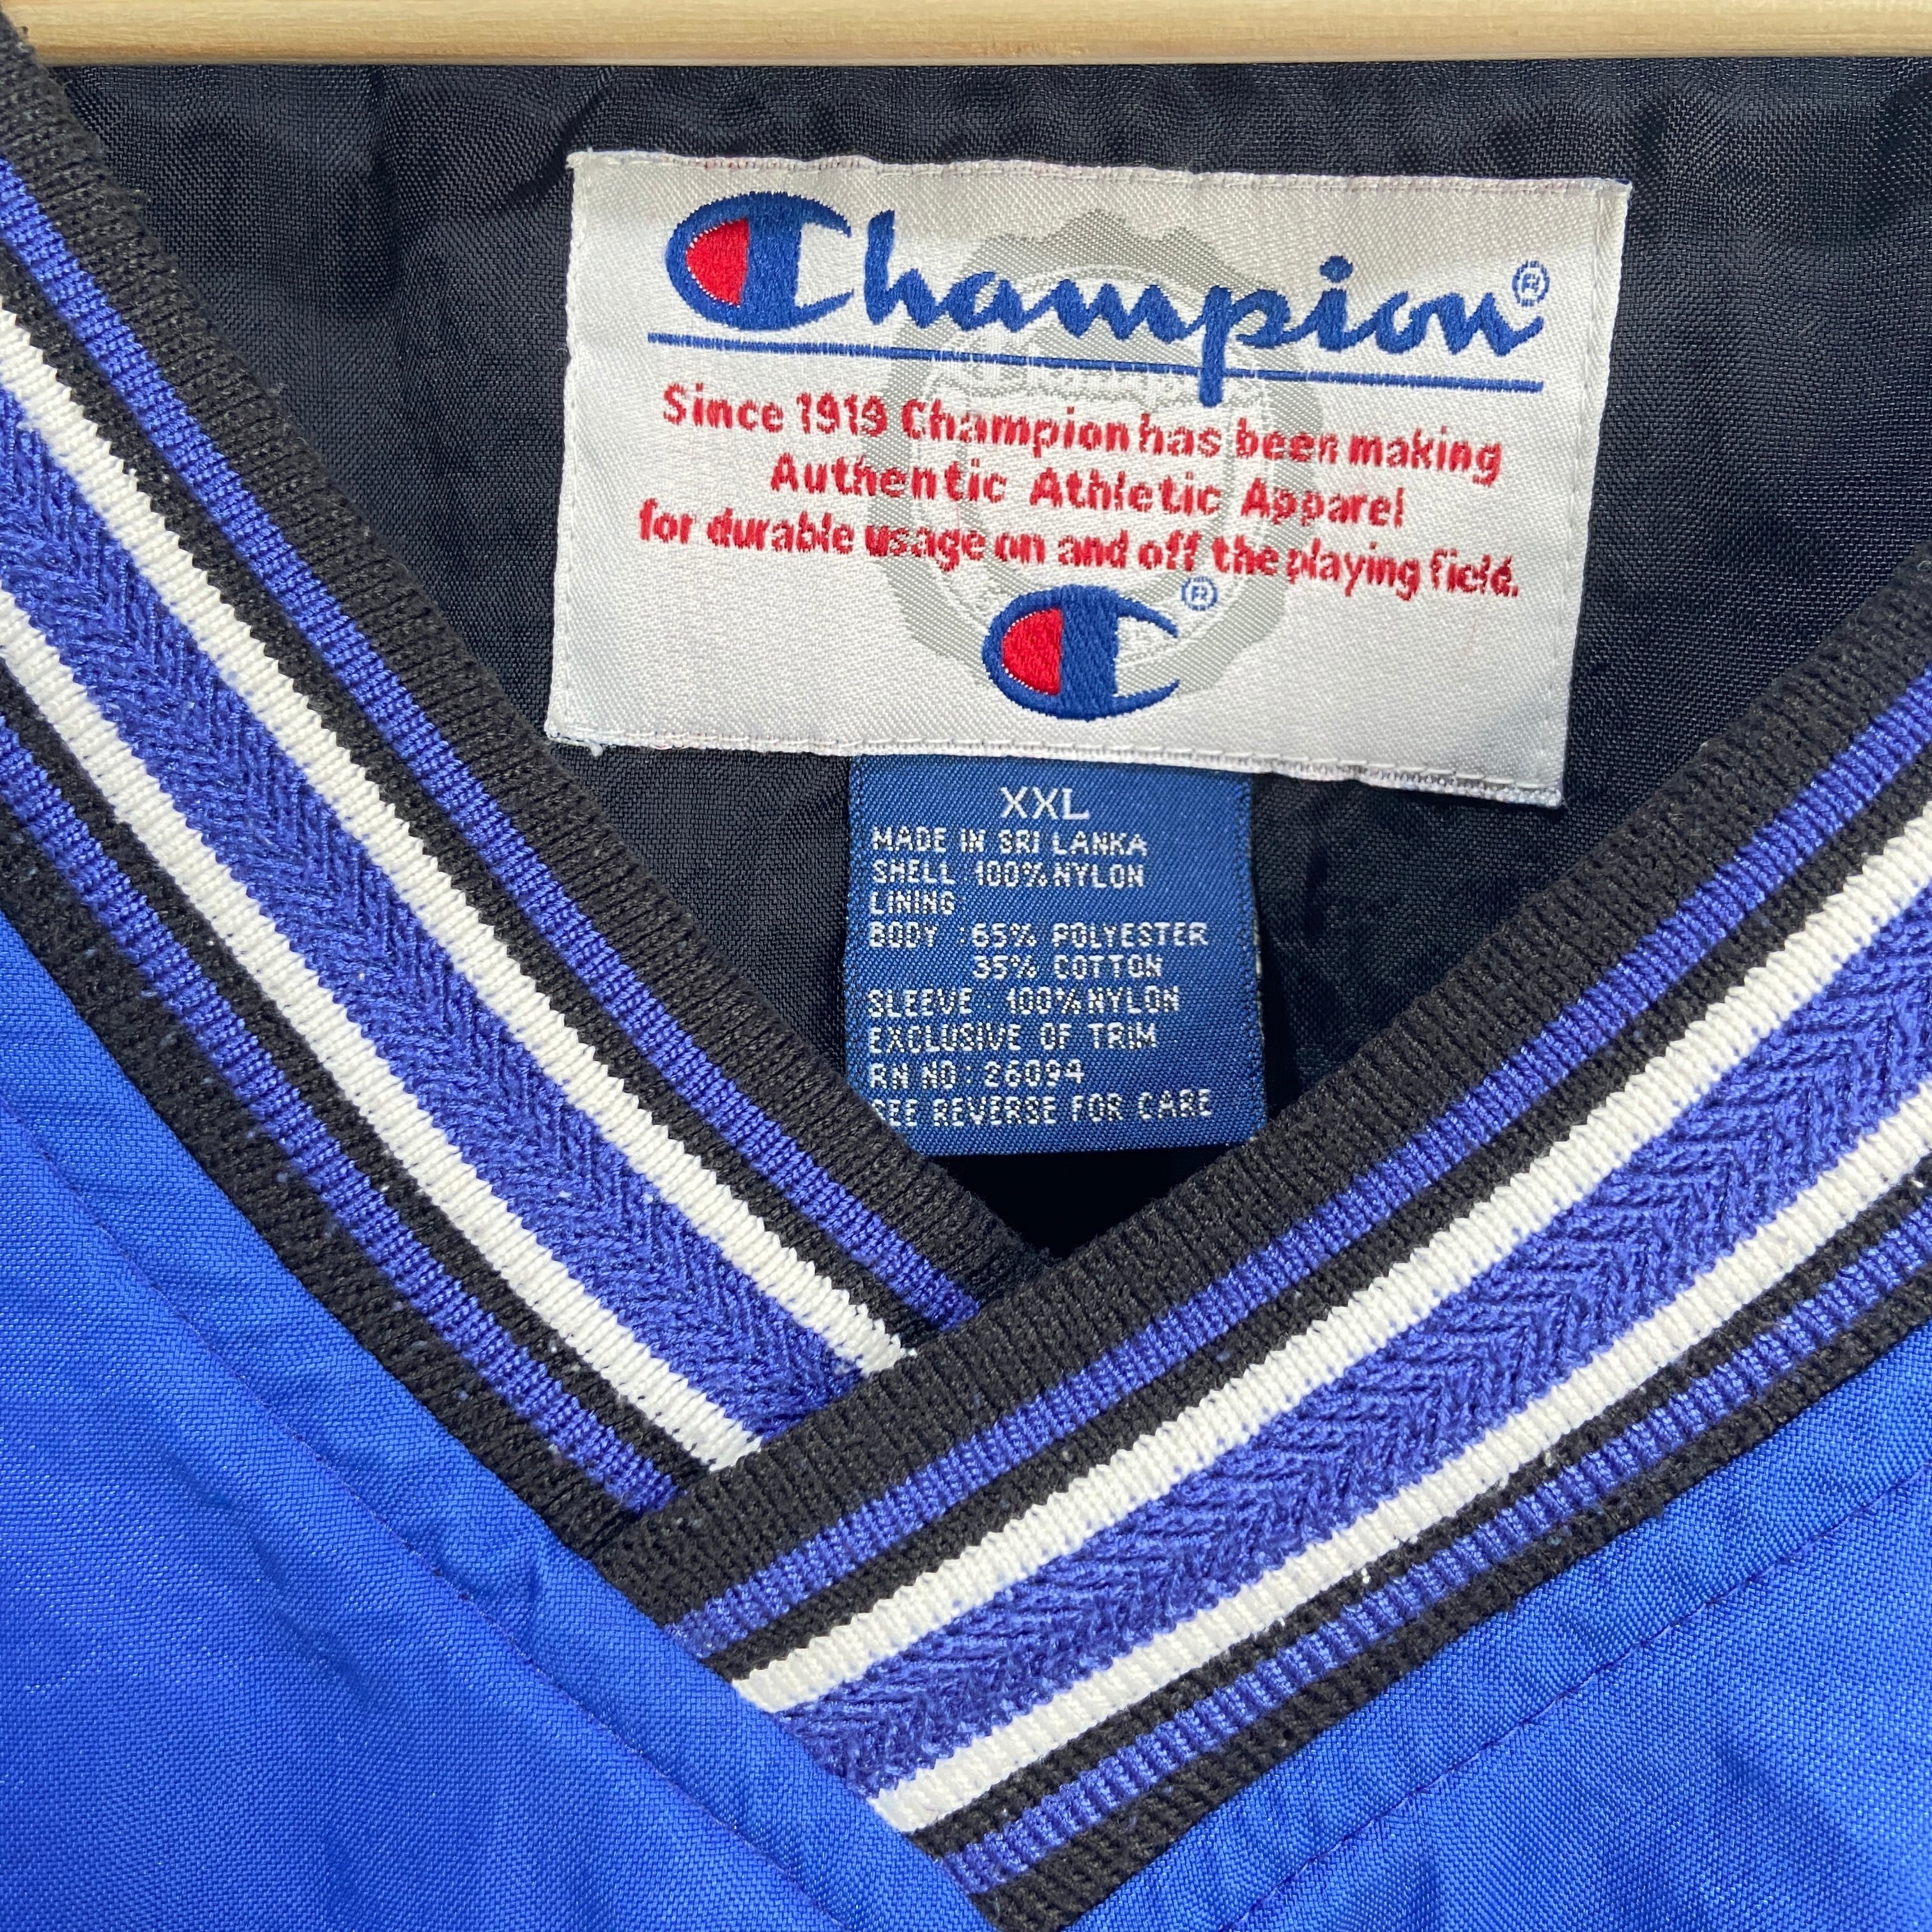 Champion®
Since 1919 Champion has been making
Authentic Athletic Apparel
for durable usage on and off the playing field.
®
XXL
MADE IN SRI LANKA
SHELL 100% NYLON
LINING
BODY : 65% POLYESTER
35% COTTON
SLEEVE : 100% NYLON
EXCLUSIVE OF TRIM
RN NO : 26094
SEE REVERSE FOR CARE